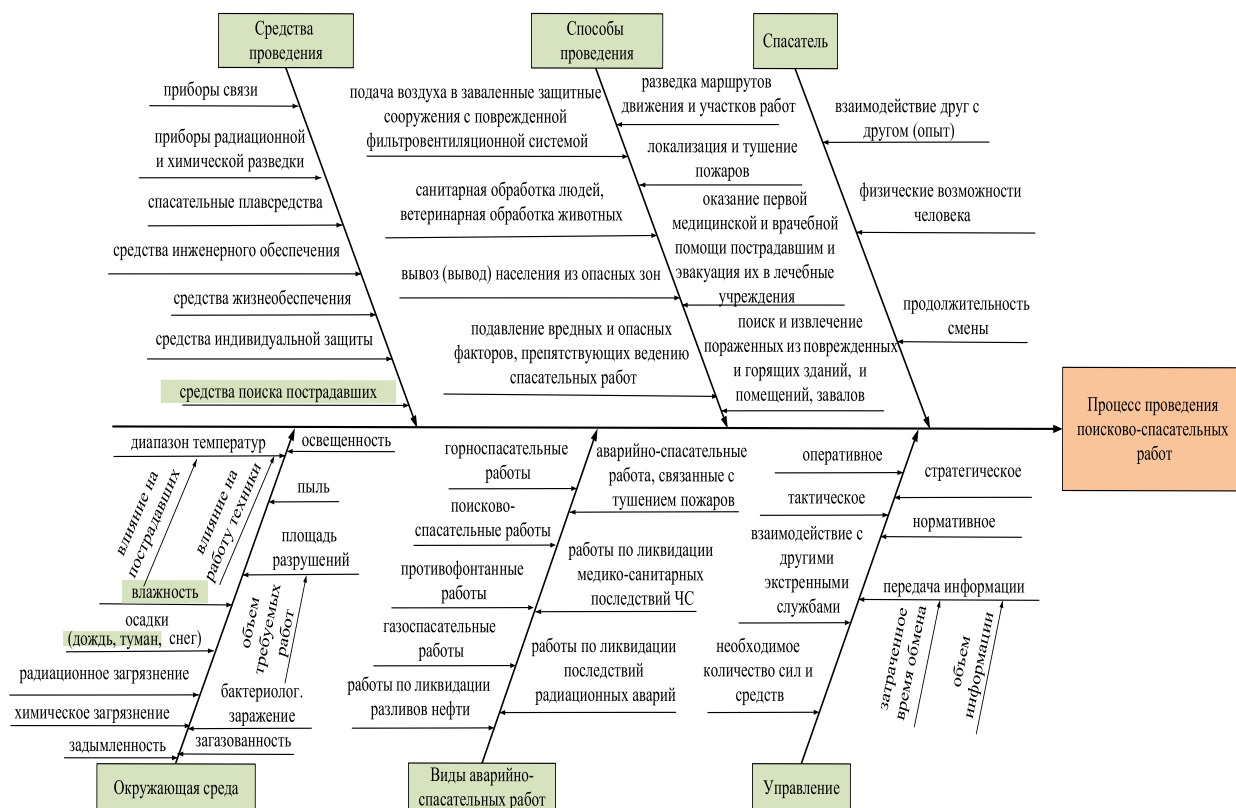 Средства
проведения
приборы связи
приборы радиационной
и химической разведки
спасательные плавсредства
средства инженерного обеспечения
средства жизнеобеспечения
средства индивидуальной защиты
средства поиска пострадавших
Способы
проведения
подача воздуха в заваленные защитные
сооружения с поврежденной
фильтровентиляционной системой
санитарная обработка людей,
ветеринарная обработка животных
вывоз (вывод) населения из опасных зон
подавление вредных и опасных
факторов, препятствующих ведению
спасательных работ
разведка маршрутов
движения и участков работ
локализация и тушение
пожаров
оказание первой
медицинской и врачебной
помощи пострадавшим и
эвакуация их в лечебные
учреждения
поиск и извлечение
пораженных из поврежденных
и горящих зданий, и
помещений, завалов
Спасатель
взаимодействие друг с
другом (опыт)
физические возможности
человека
продолжительность
смены
Процесс проведения
поисково-спасательных
работ
диапазон температур
влияние на
пострадавших
влияние на
работу техники
влажность
осадки
(дождь, туман, снег)
радиационное загрязнение
химическое загрязнение
задымленность
освещенность
пыль
площадь
разрушений
объем
требуемых
работ
бактериолог.
заражение
загазованность
Окружающая среда
горноспасательные
работы
поисково-
спасательные работы
противофонтанные
работы
газоспасательные
работы
работы по ликвидации
разливов нефти
аварийно-спасательные
работа, связанные с
тушением пожаров
работы по ликвидации
медико-санитарных
последствий ЧС
работы по ликвидации
последствий
радиационных аварий
Виды аварийно-
спасательных работ
оперативное
тактическое
взаимодействие с
другими
экстренными
службами
необходимое
количество сил и
средств
стратегическое
нормативное
передача информации
затраченное
время обмена
объем
информации
Управление